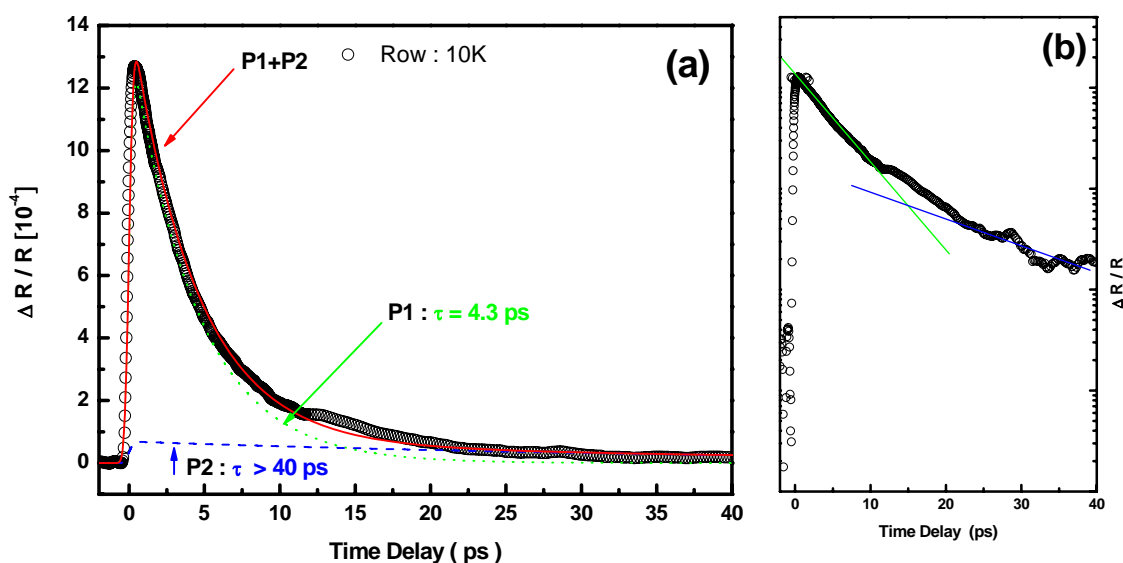 14
12
10
8
6
4
2
0
Δ R / R [10⁻⁴]
P1+P2
Row : 10K
(a)
P1 : τ = 4.3 ps
P2 : τ > 40 ps
0 5 10 15 20 25 30 35 40
Time Delay ( ps )
(b)
Δ R / R
0 10 20 30 40
Time Delay (ps)